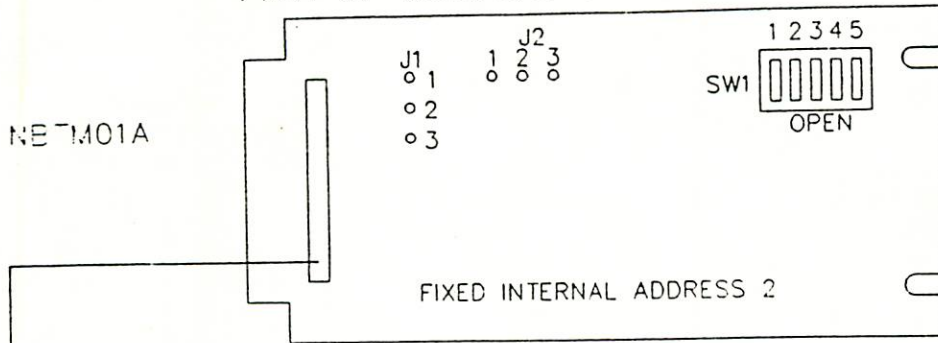 1 2 3 4 5
J1
J2
1
2
3
1 2 3
SW1
OPEN
FIXED INTERNAL ADDRESS 2